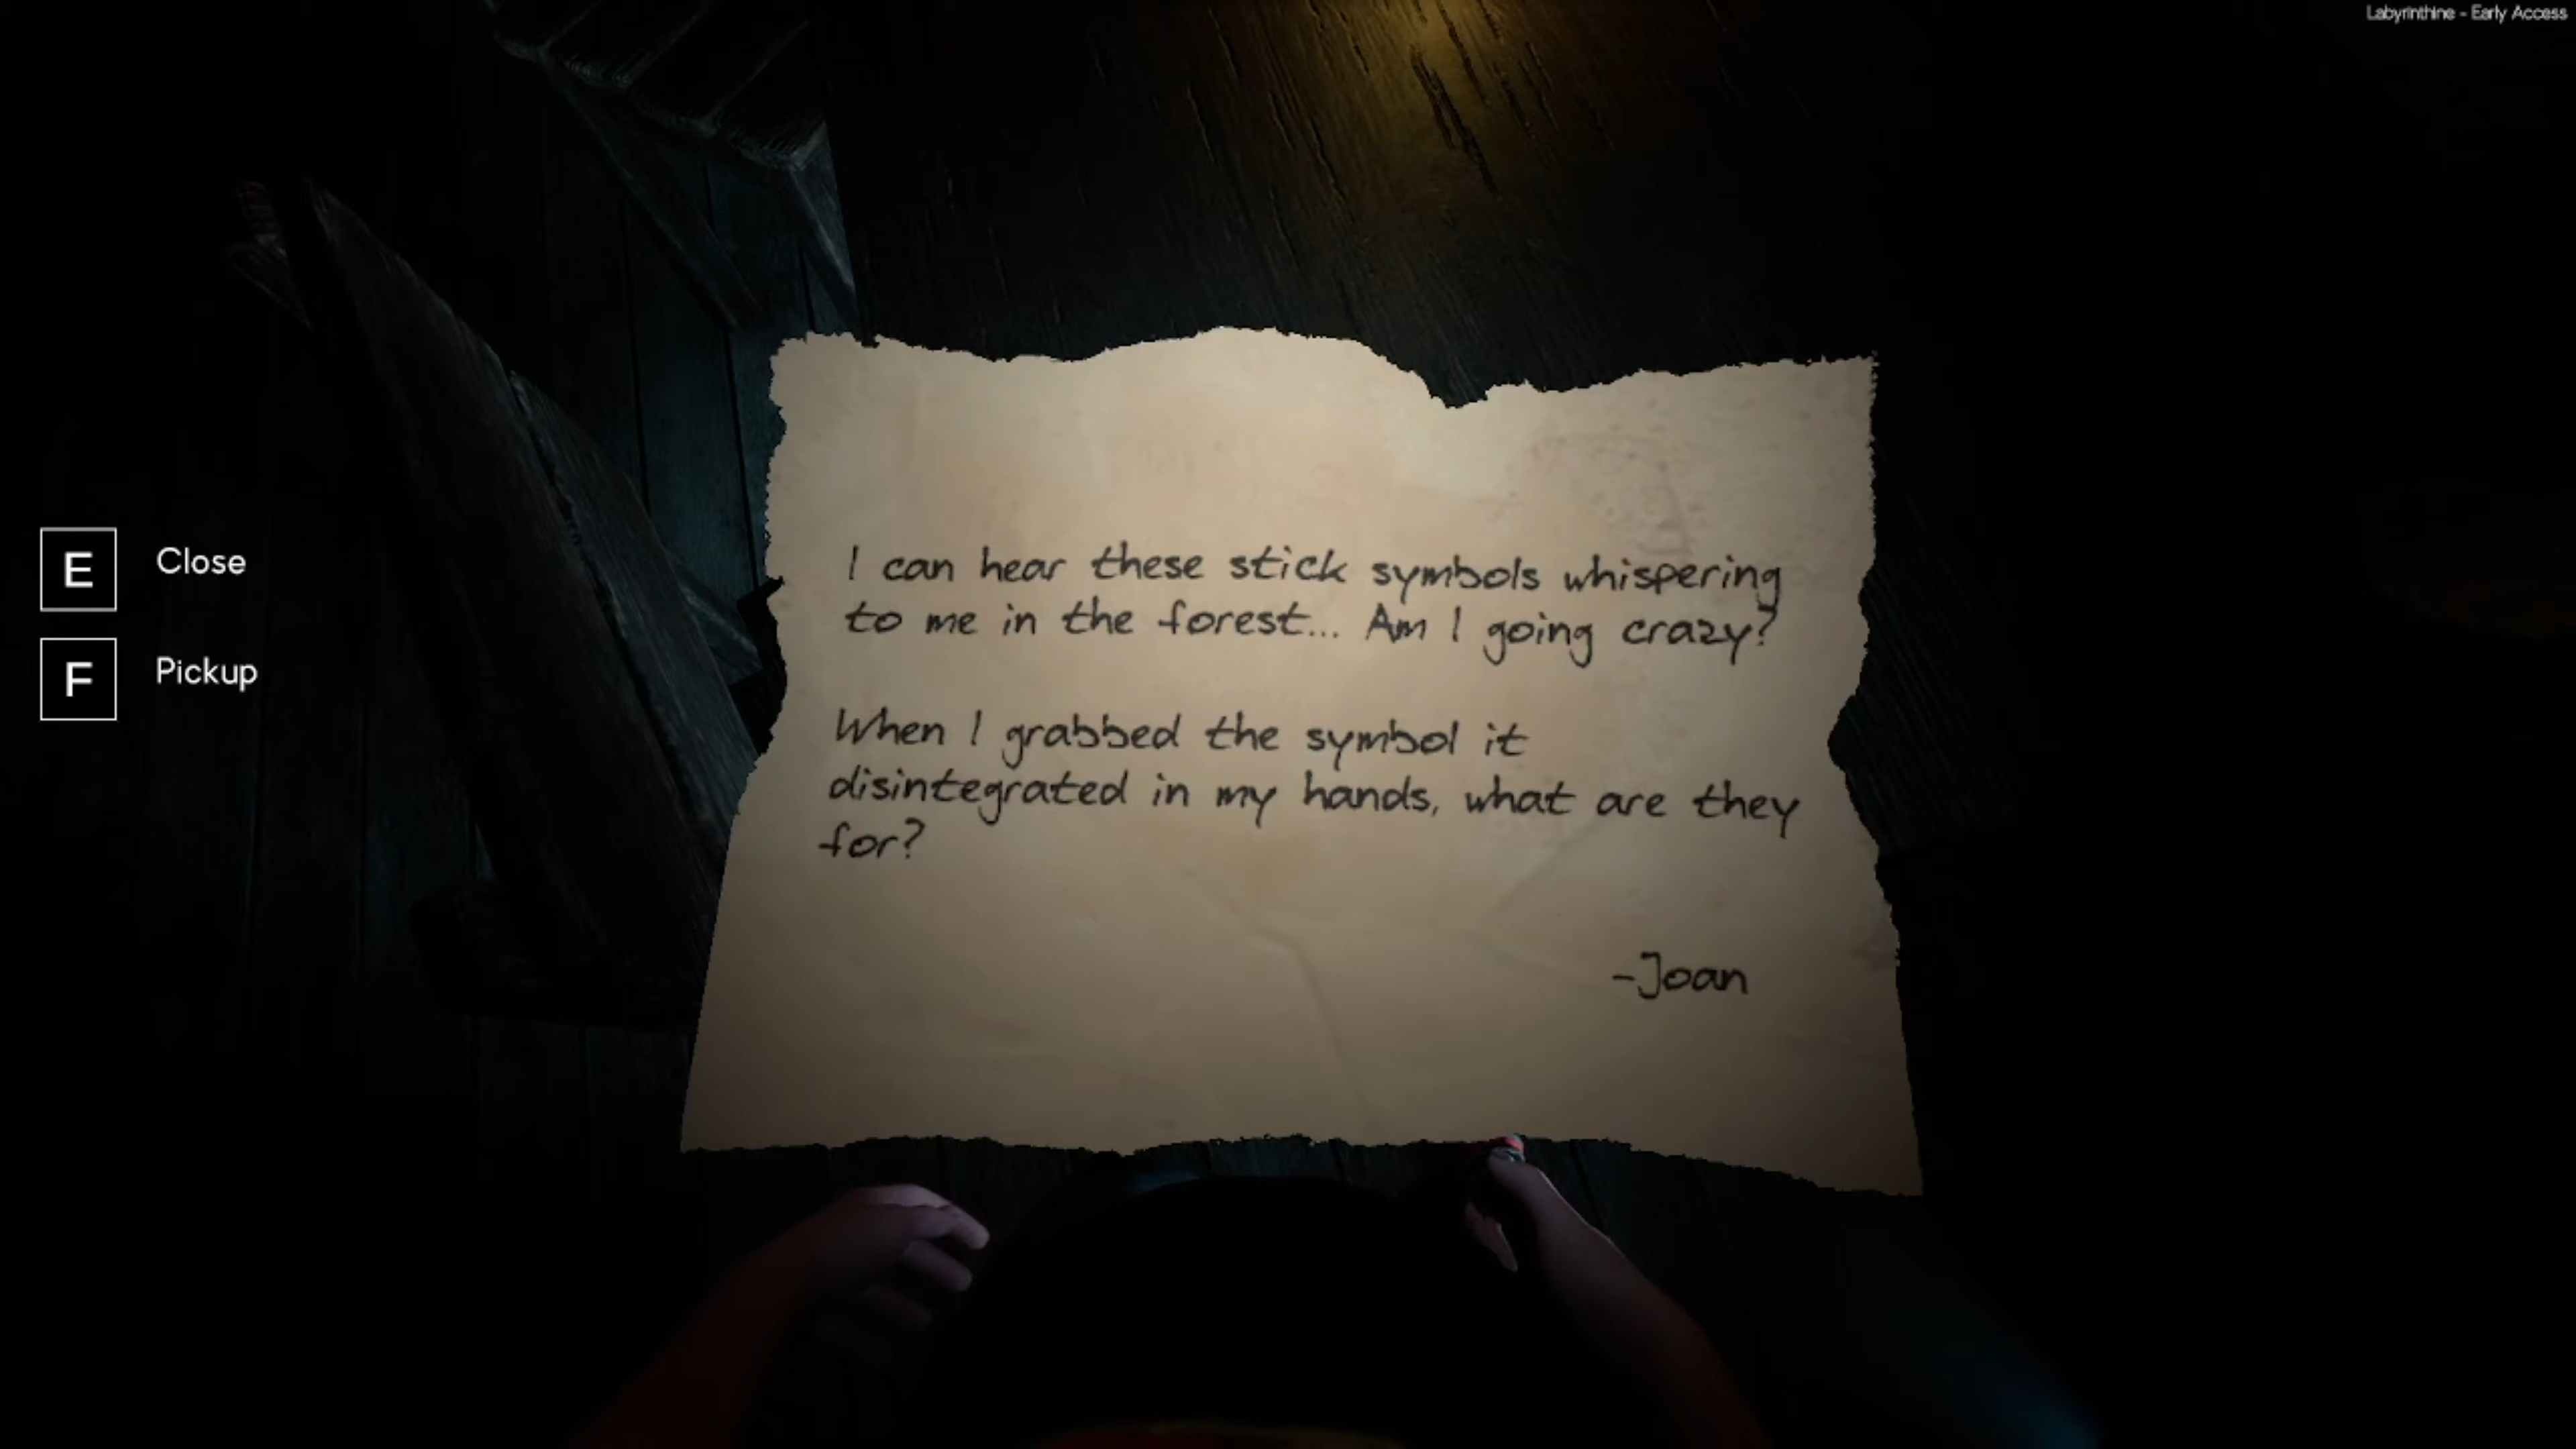 Labyrinthine - Early Access
I can hear these stick symbols whispering
to me in the forest... Am I going crazy?
When I grabbed the symbol it
disintegrated in my hands, what are they
for?
-Joan
E Close
F Pickup